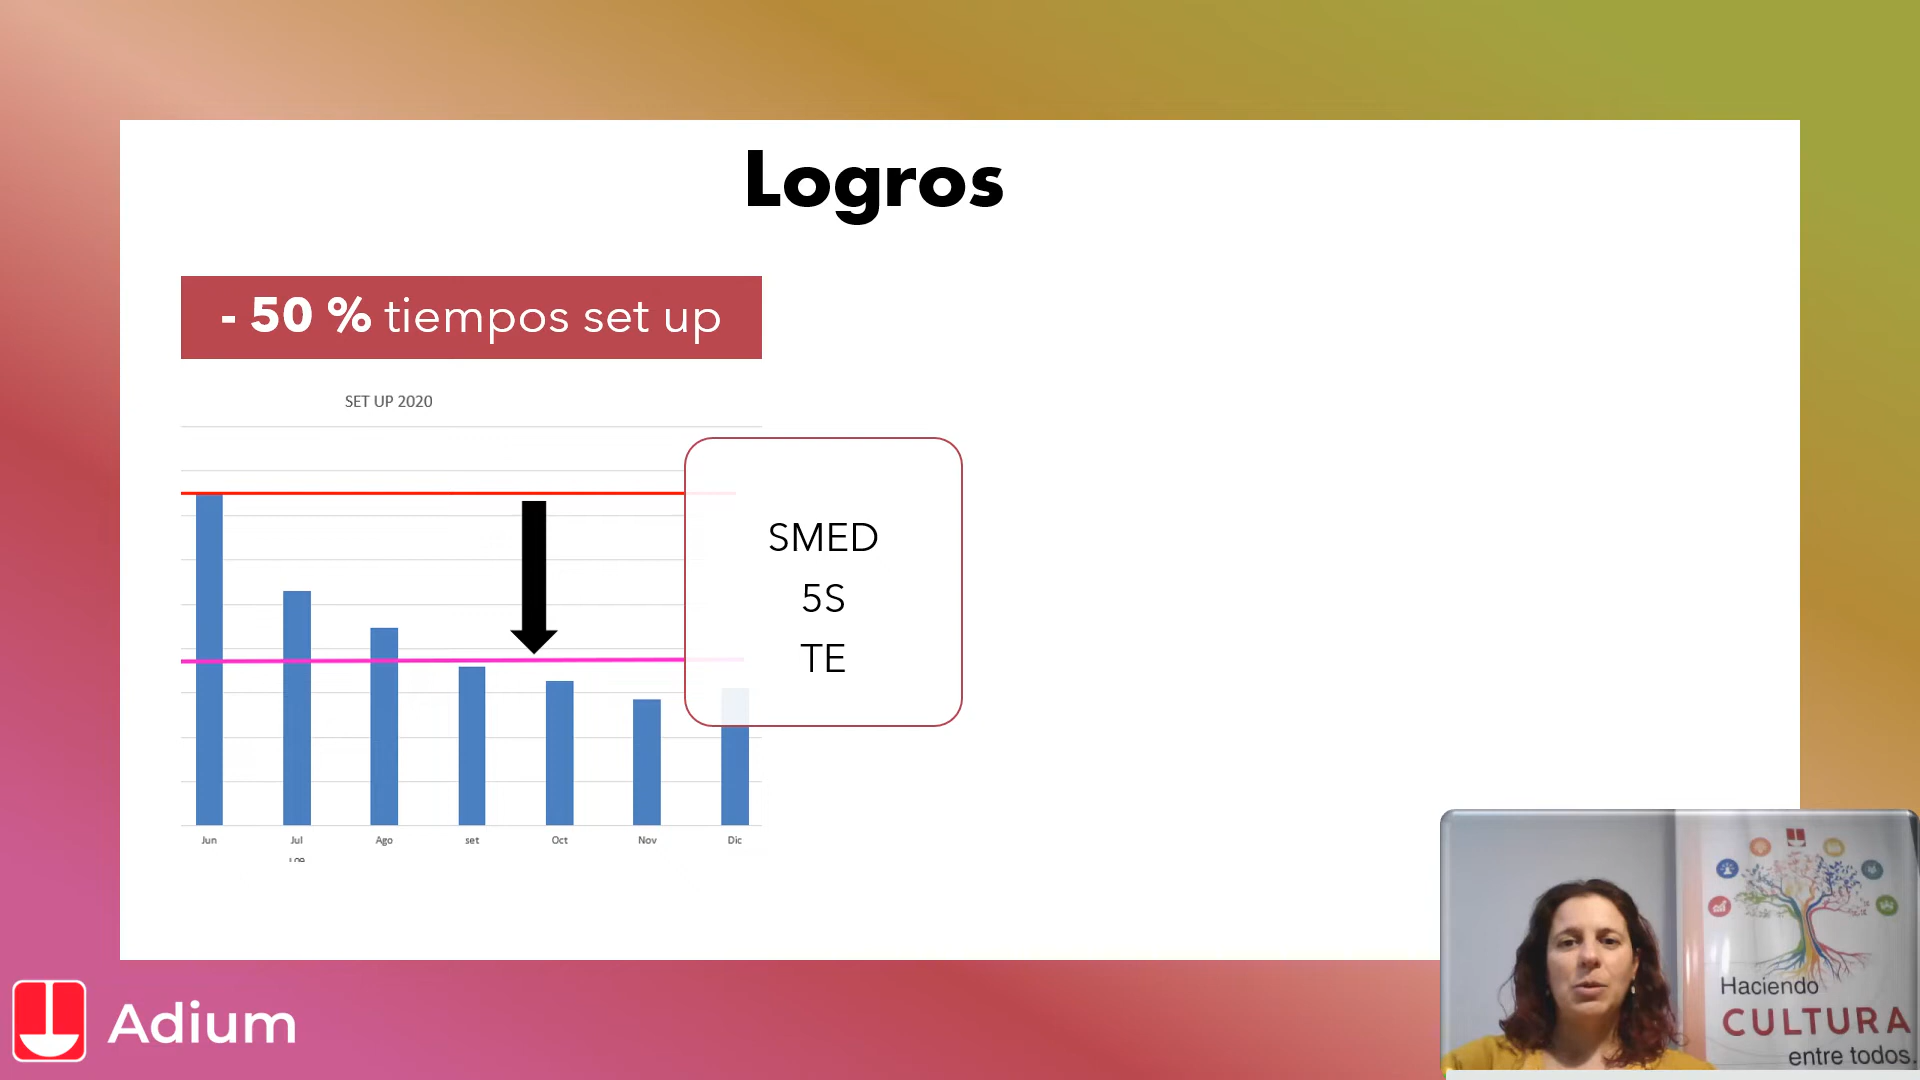 Logros
- 50 % tiempos set up
SET UP 2020
SMED
5S
TE
Jun Jul Ago set Oct Nov Dic
Adium
Haciendo
CULTURA
entre todos.